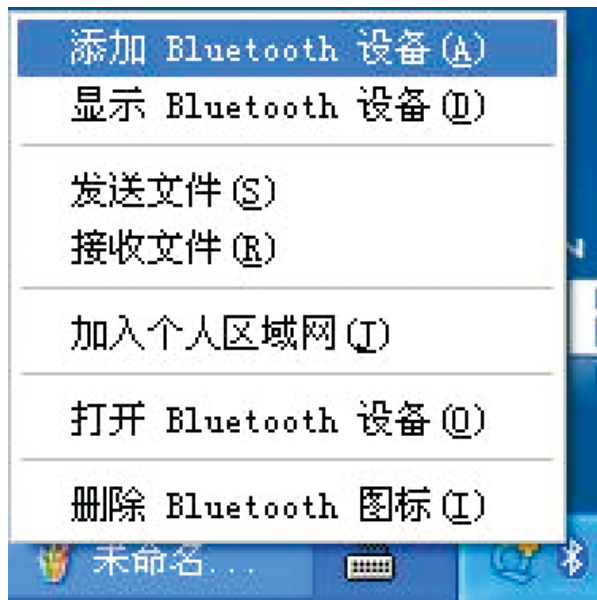 添加 Bluetooth 设备(A)
显示 Bluetooth 设备(D)
发送文件(S)
接收文件(R)
加入个人区域网(J)
打开 Bluetooth 设备(O)
删除 Bluetooth 图标(I)
未命名...